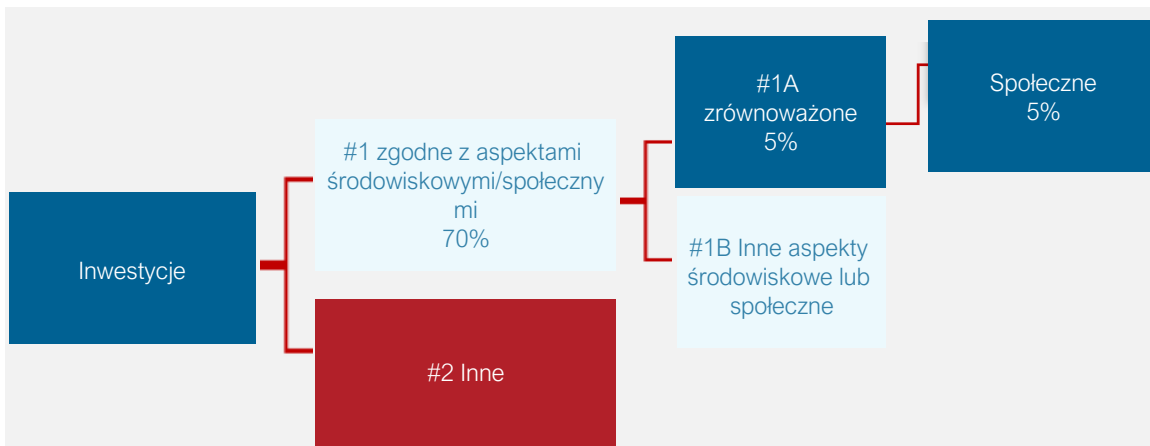 Inwestycje
#1 zgodne z aspektami
środowiskowymi/społeczny
mi
70%
#2 Inne
#1A
zrównoważone
5%
#1B Inne aspekty
środowiskowe lub
społeczne
Społeczne
5%